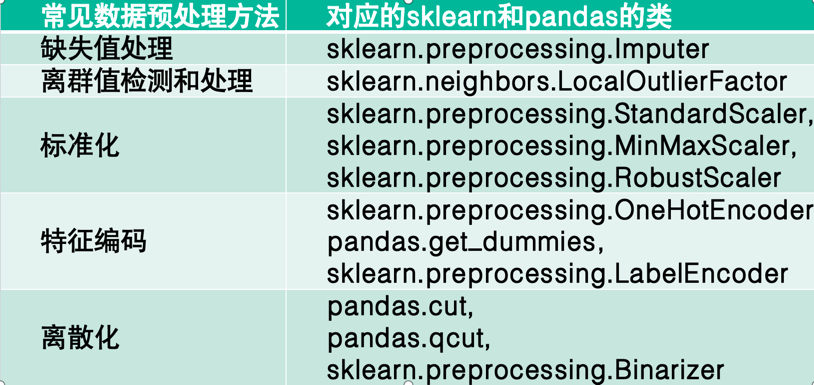 常见数据预处理方法 对应的sklearn和pandas的类
缺失值处理 sklearn.preprocessing.Imputer
离群值检测和处理 sklearn.neighbors.LocalOutlierFactor
标准化 sklearn.preprocessing.StandardScaler,
sklearn.preprocessing.MinMaxScaler,
sklearn.preprocessing.RobustScaler
特征编码 sklearn.preprocessing.OneHotEncoder
pandas.get_dummies,
sklearn.preprocessing.LabelEncoder
离散化 pandas.cut,
pandas.qcut,
sklearn.preprocessing.Binarizer